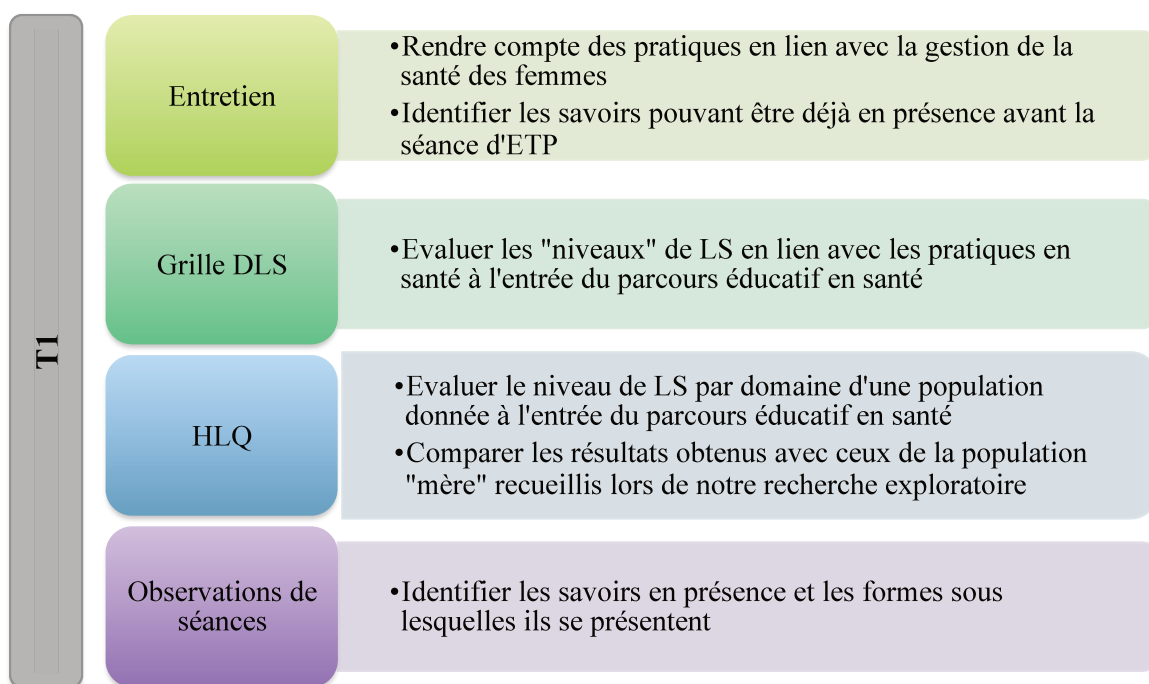 T1
Entretien
•Rendre compte des pratiques en lien avec la gestion de la
santé des femmes
•Identifier les savoirs pouvant être déjà en présence avant la
séance d'ETP
Grille DLS
•Evaluer les "niveaux" de LS en lien avec les pratiques en
santé à l'entrée du parcours éducatif en santé
HLQ
•Evaluer le niveau de LS par domaine d'une population
donnée à l'entrée du parcours éducatif en santé
•Comparer les résultats obtenus avec ceux de la population
"mère" recueillis lors de notre recherche exploratoire
Observations de
séances
•Identifier les savoirs en présence et les formes sous
lesquelles ils se présentent